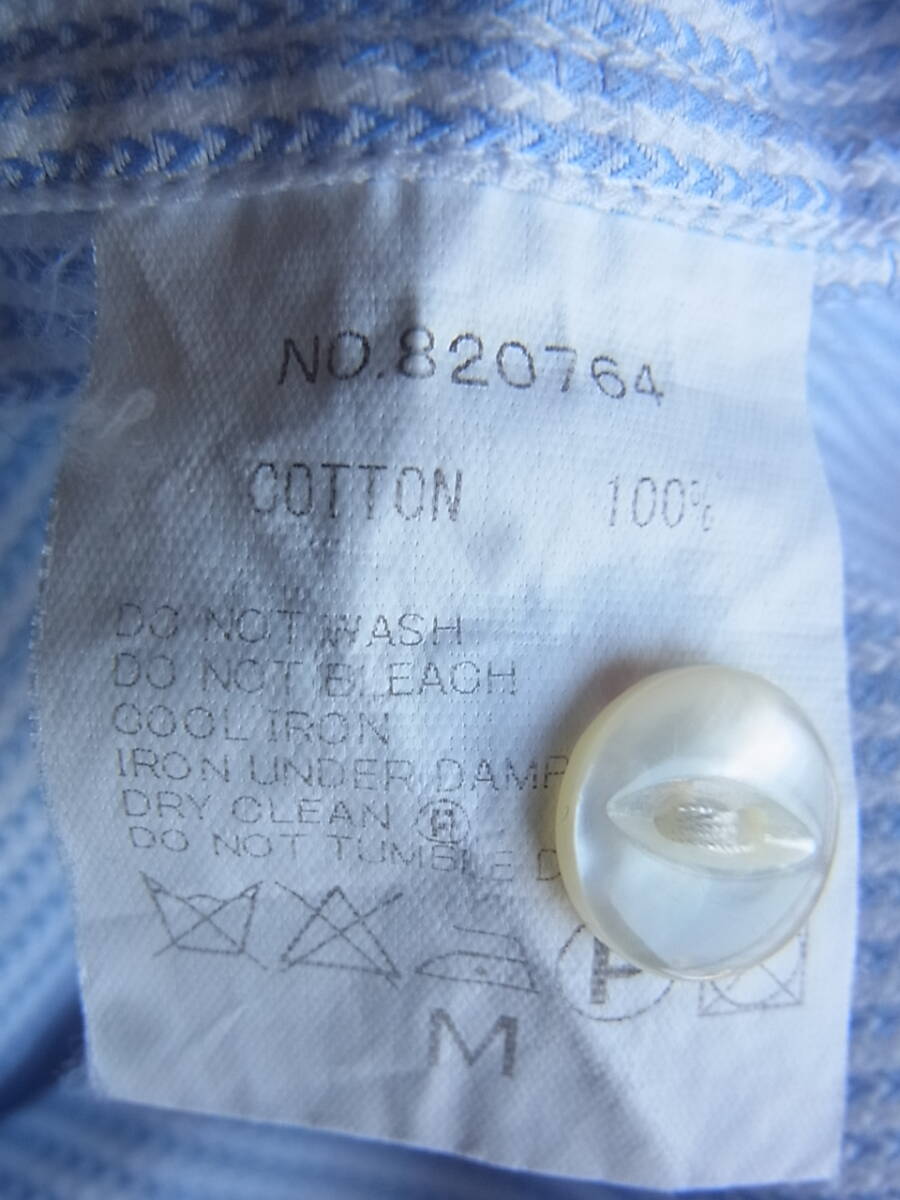 NO.820764
COTTON 100%
DO NOT WASH
DO NOT BLEACH
COOL IRON
IRON UNDER DAMP
DRY CLEAN Ⓟ
DO NOT TUMBLE D
P
M